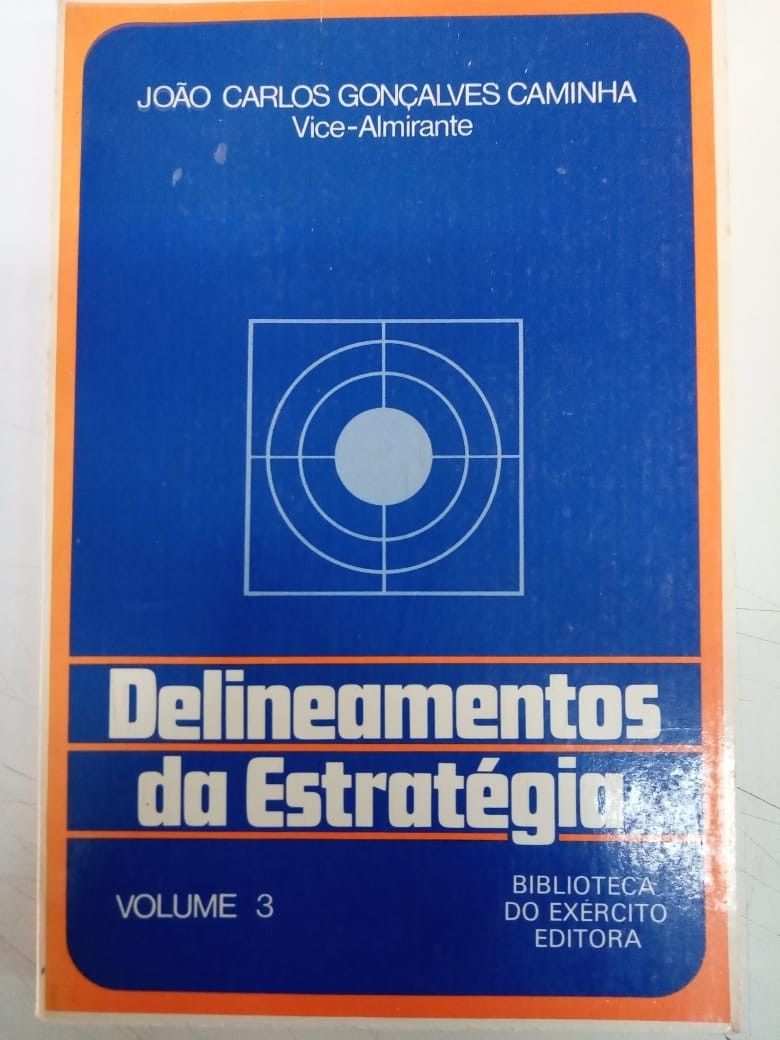 JOÃO CARLOS GONÇALVES CAMINHA
Vice-Almirante
Delineamentos
da Estratégia
VOLUME 3
BIBLIOTECA
DO EXÉRCITO
EDITORA